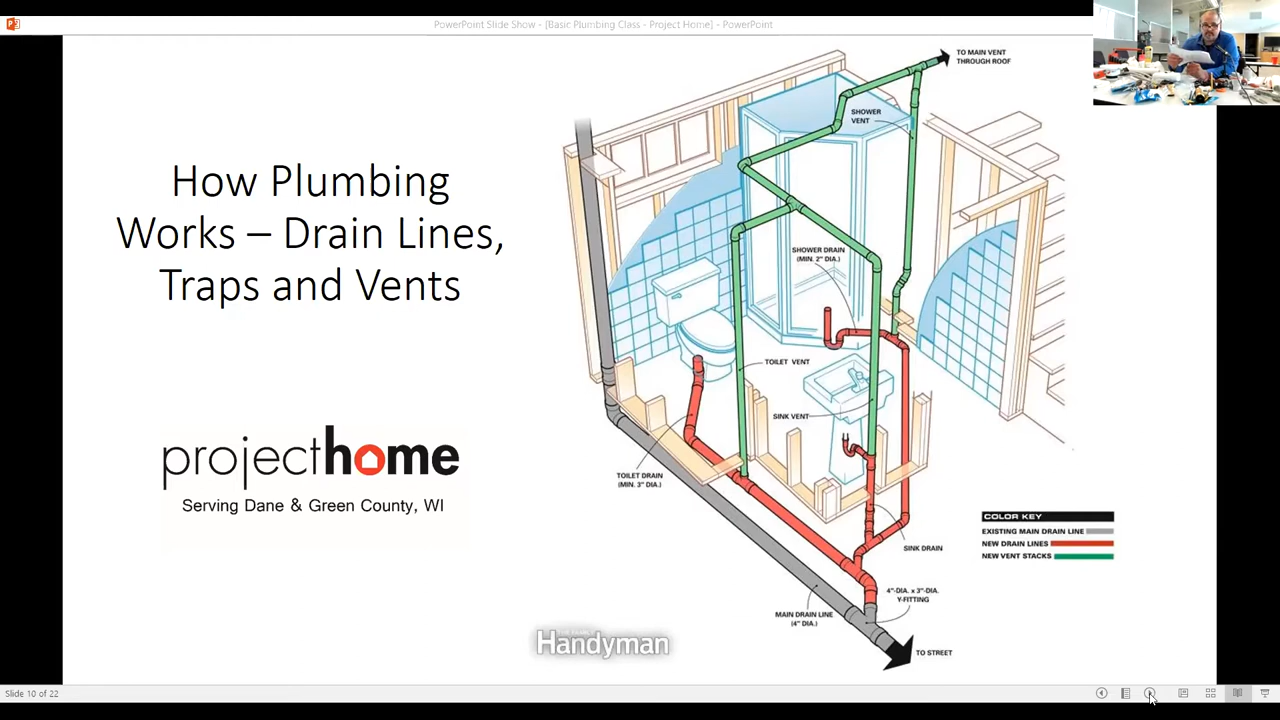 PowerPoint Slide Show - [Basic Plumbing Class - Project Home] - PowerPoint
How Plumbing
Works – Drain Lines,
Traps and Vents
projecthome
Serving Dane & Green County, WI
TO MAIN VENT
THROUGH ROOF
SHOWER
VENT
SHOWER DRAIN
(MIN. 2" DIA.)
TOILET VENT
SINK VENT
TOILET DRAIN
(MIN. 3" DIA.)
SINK DRAIN
4"-DIA. x 3"-DIA.
Y-FITTING
MAIN DRAIN LINE
(4" DIA.)
TO STREET
COLOR KEY
EXISTING MAIN DRAIN LINE
NEW DRAIN LINES
NEW VENT STACKS
Handyman
Slide 10 of 22